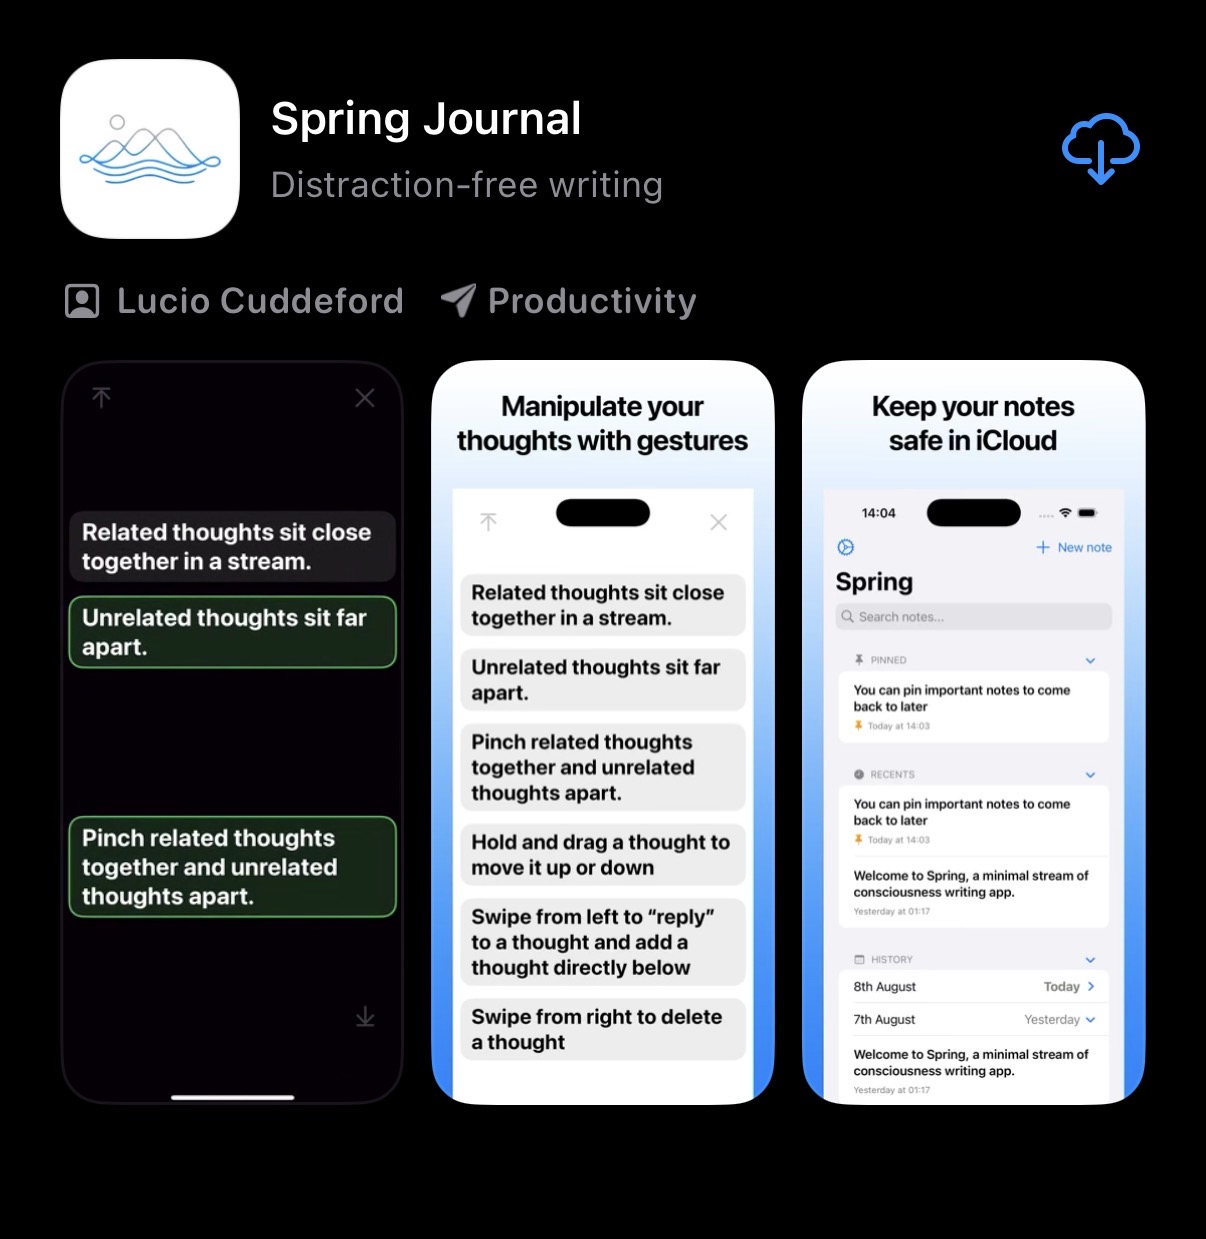 Spring Journal
Distraction-free writing
Lucio Cuddeford
Productivity
Related thoughts sit close
together in a stream.
Unrelated thoughts sit far
apart.
Pinch related thoughts
together and unrelated
thoughts apart.
Manipulate your
thoughts with gestures
Related thoughts sit close
together in a stream.
Unrelated thoughts sit far
apart.
Pinch related thoughts
together and unrelated
thoughts apart.
Hold and drag a thought to
move it up or down
Swipe from left to “reply”
to a thought and add a
thought directly below
Swipe from right to delete
a thought
Keep your notes
safe in iCloud
14:04
New note
Spring
Search notes...
PINNED
You can pin important notes to come
back to later
Today at 14:03
RECENTS
You can pin important notes to come
back to later
Today at 14:03
Welcome to Spring, a minimal stream of
consciousness writing app.
Yesterday at 01:17
HISTORY
8th August Today
7th August Yesterday
Welcome to Spring, a minimal stream of
consciousness writing app.
Yesterday at 01:17